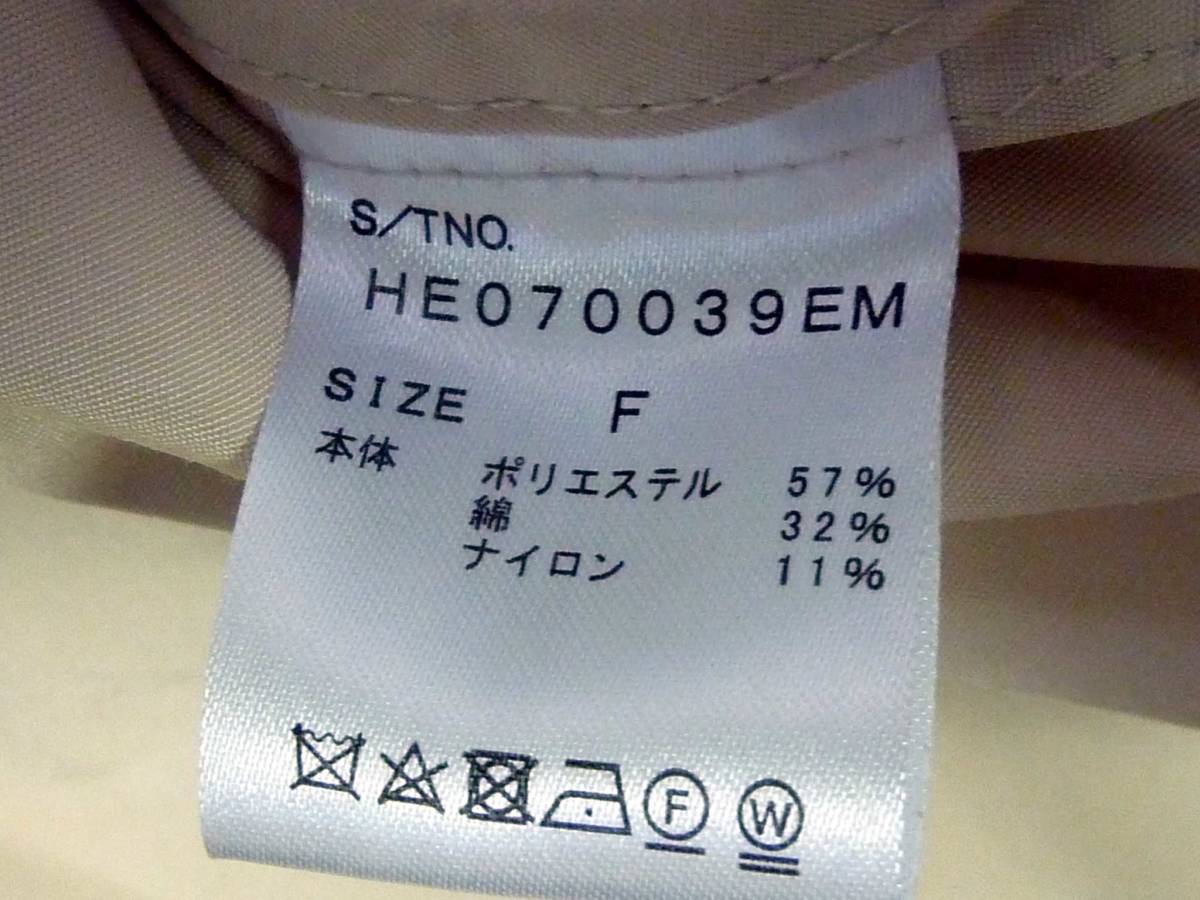 S/TNO.
HE070039EM
SIZE F
本体
ポリエステル 57%
綿 32%
ナイロン 11%
F W